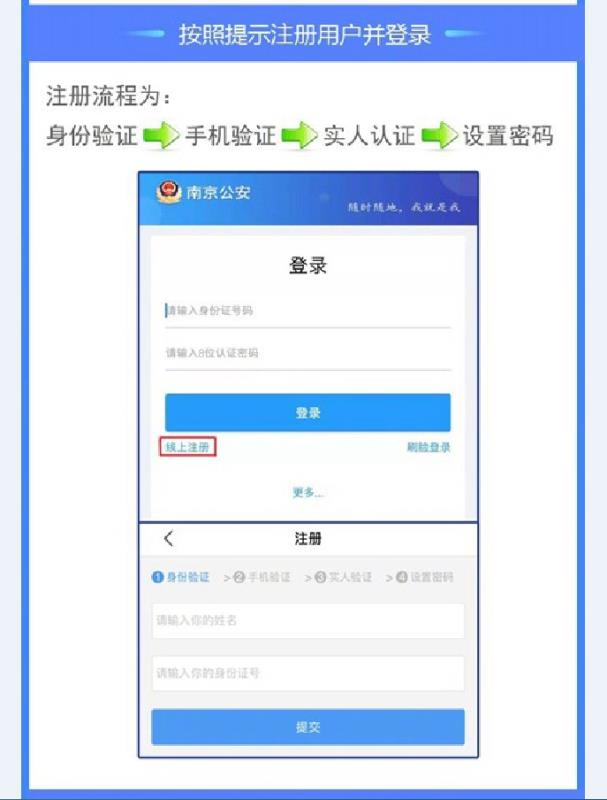 按照提示注册用户并登录
注册流程为：
身份验证 手机验证 实人认证 设置密码
南京公安
随时随地，我就是我
登录
请输入身份证号码
请输入8位认证密码
登录
线上注册 刷脸登录
更多...
注册
1 身份验证 > 2 手机验证 > 3 实人验证 > 4 设置密码
请输入你的姓名
请输入你的身份证号
提交